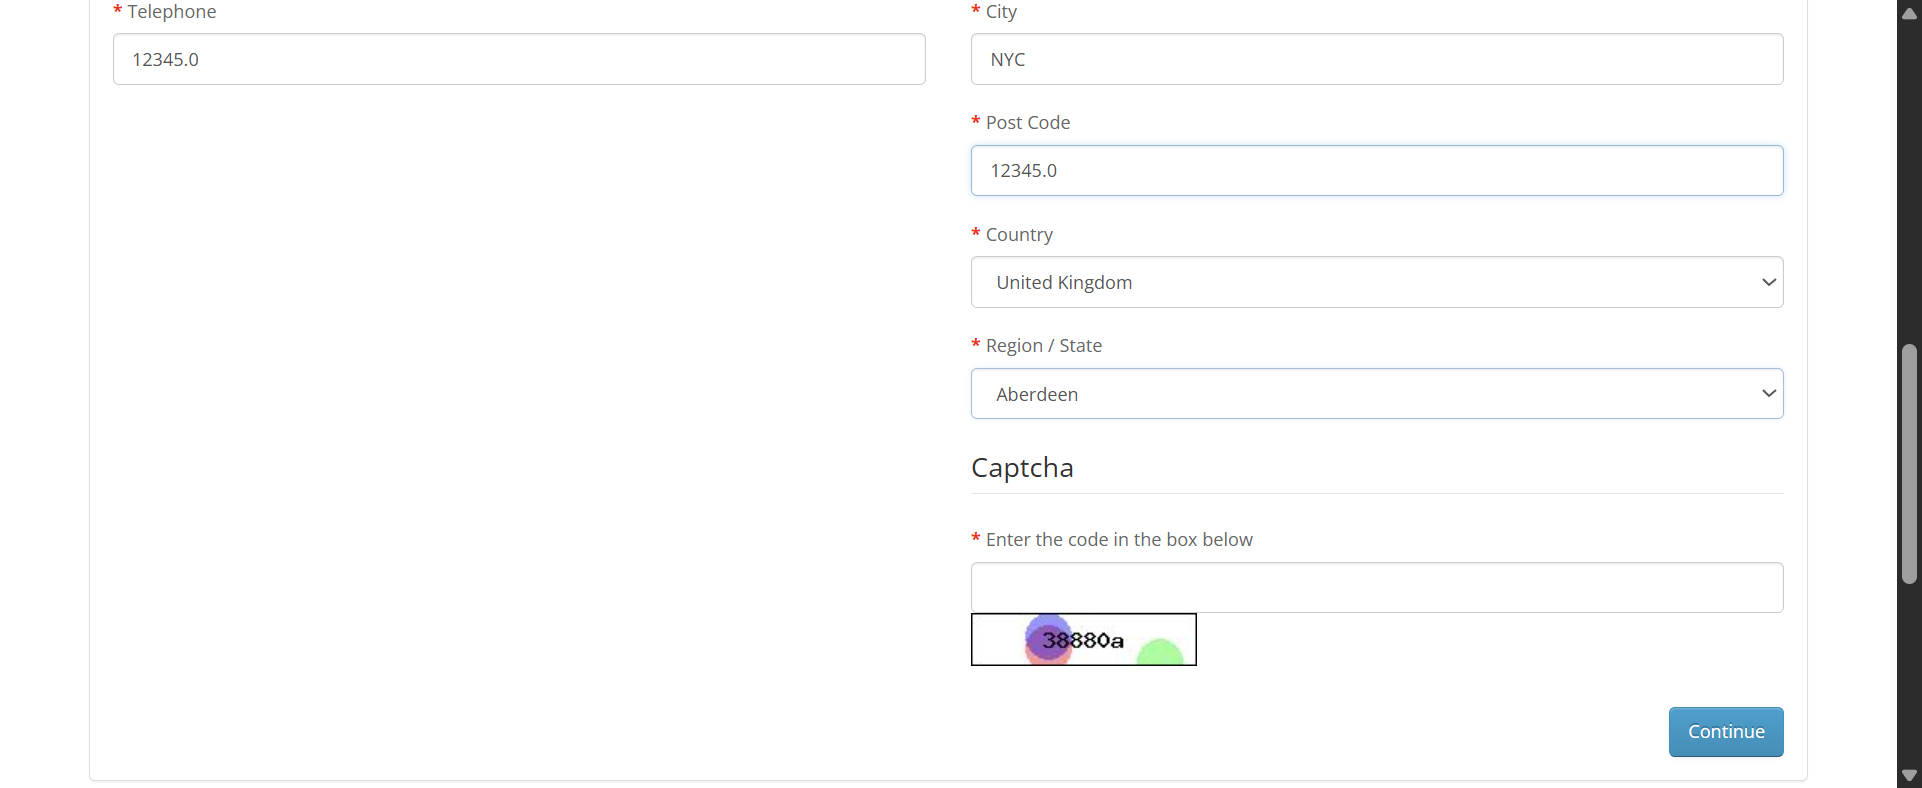 * Telephone
12345.0
* City
NYC
* Post Code
12345.0
* Country
United Kingdom
* Region / State
Aberdeen
Captcha
* Enter the code in the box below
38880a
Continue